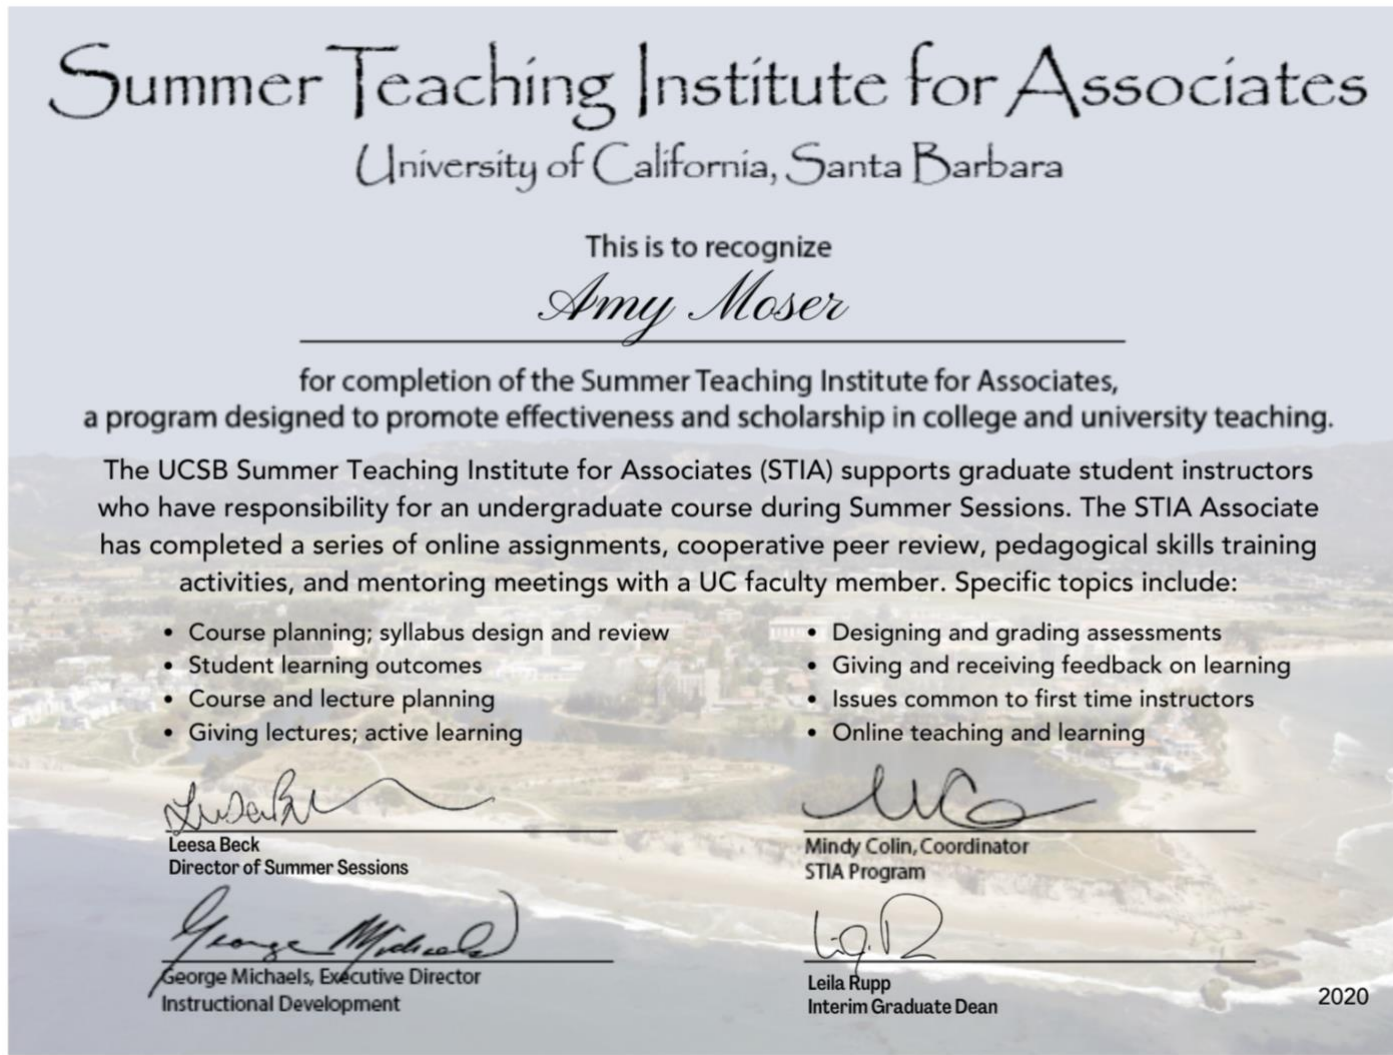 Summer Teaching Institute for Associates
University of California, Santa Barbara
This is to recognize
Amy Moser
for completion of the Summer Teaching Institute for Associates,
a program designed to promote effectiveness and scholarship in college and university teaching.
The UCSB Summer Teaching Institute for Associates (STIA) supports graduate student instructors
who have responsibility for an undergraduate course during Summer Sessions. The STIA Associate
has completed a series of online assignments, cooperative peer review, pedagogical skills training
activities, and mentoring meetings with a UC faculty member. Specific topics include:
• Course planning; syllabus design and review
• Student learning outcomes
• Course and lecture planning
• Giving lectures; active learning
• Designing and grading assessments
• Giving and receiving feedback on learning
• Issues common to first time instructors
• Online teaching and learning
Leesa Beck
Director of Summer Sessions
Mindy Colin, Coordinator
STIA Program
George Michaels
George Michaels, Executive Director
Instructional Development
Leila Rupp
Interim Graduate Dean
2020